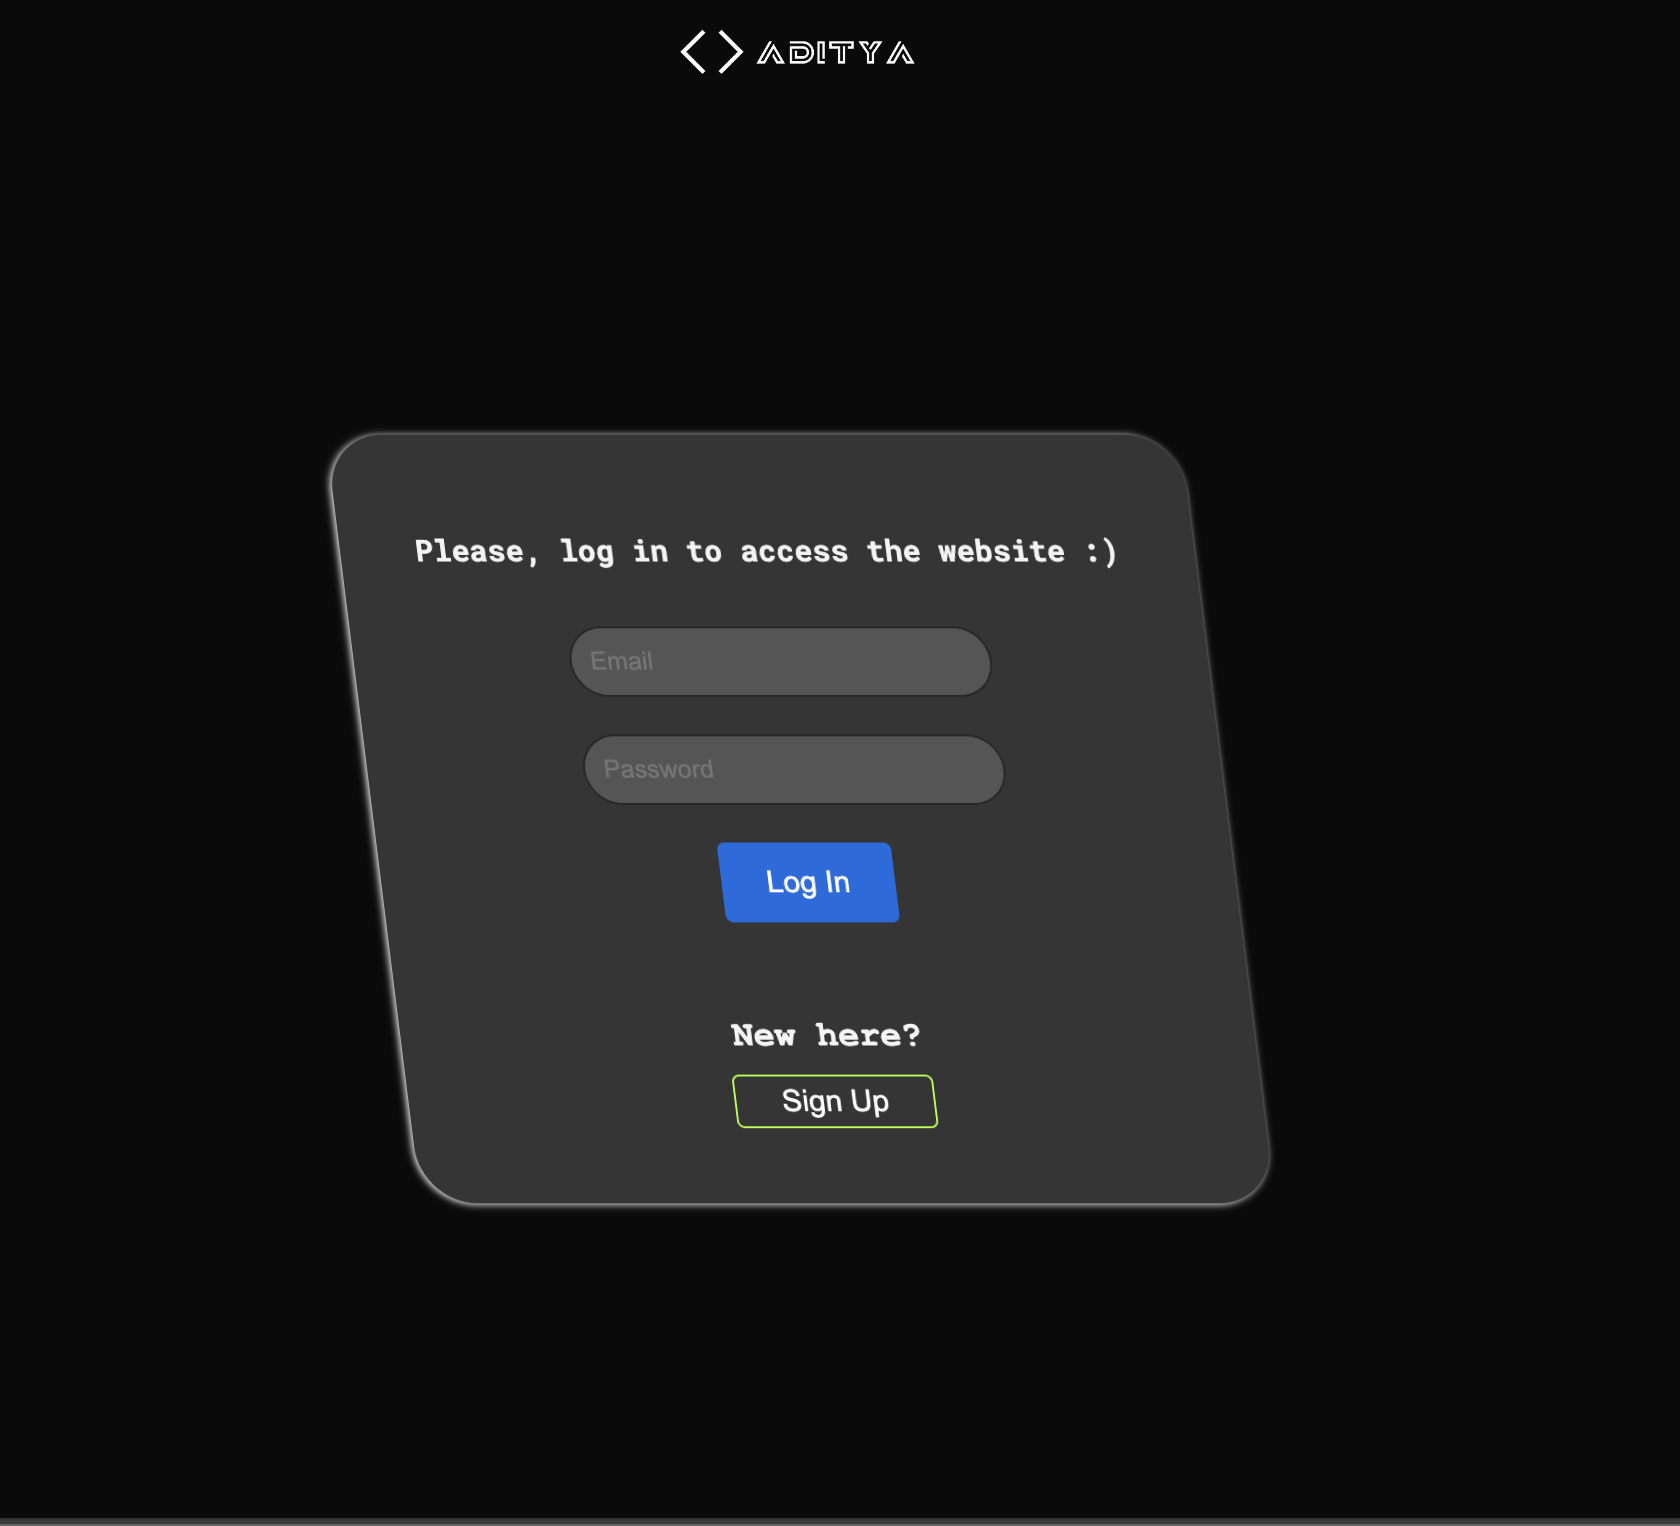 ADITYA
Please, log in to access the website :)
Email
Password
Log In
New here?
Sign Up